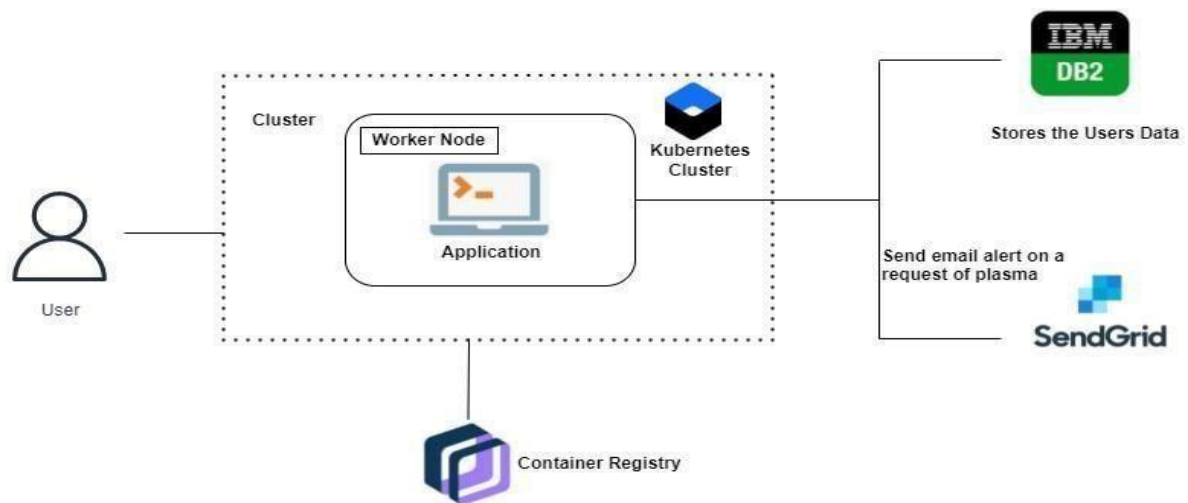 IBM
DB2
Stores the Users Data
Cluster
Worker Node
Kubernetes
Cluster
Application
User
Send email alert on a
request of plasma
SendGrid
Container Registry